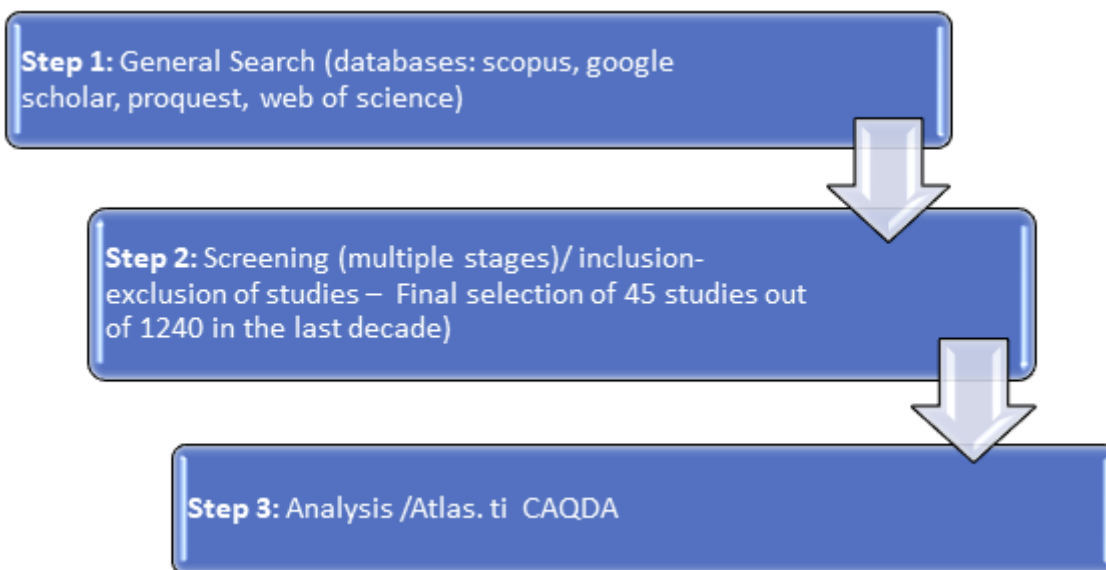 Step 1: General Search (databases: scopus, google
scholar, proquest, web of science)
Step 2: Screening (multiple stages)/ inclusion-
exclusion of studies – Final selection of 45 studies out
of 1240 in the last decade)
Step 3: Analysis /Atlas. ti CAQDA